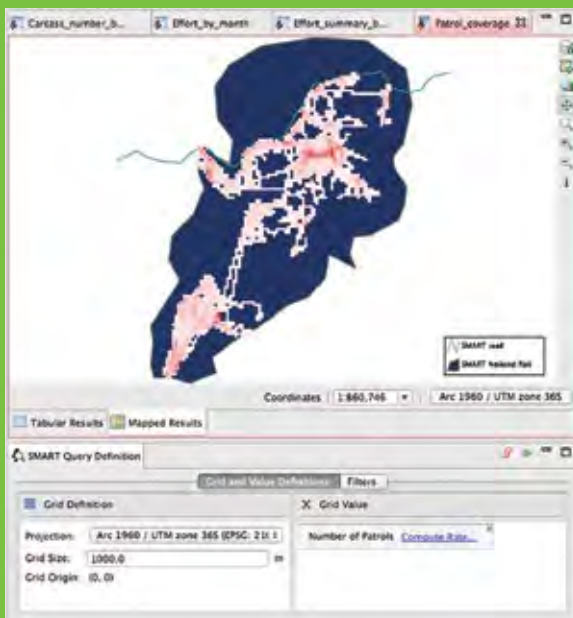 Carcass_number_b...
Effort_by_month
Effort_summary_b...
Patrol_coverage
SMART road
SMART National Park
Coordinates 1:860,746 Arc 1960 / UTM zone 36S
Tabular Results Mapped Results
SMART Query Definition
Grid and Value Definitions Filters
Grid Definition
Projection: Arc 1960 / UTM zone 36S (EPSG: 210
Grid Size: 1000.0 m
Grid Origin: (0, 0)
X Grid Value
Number of Patrols Compute Rate...